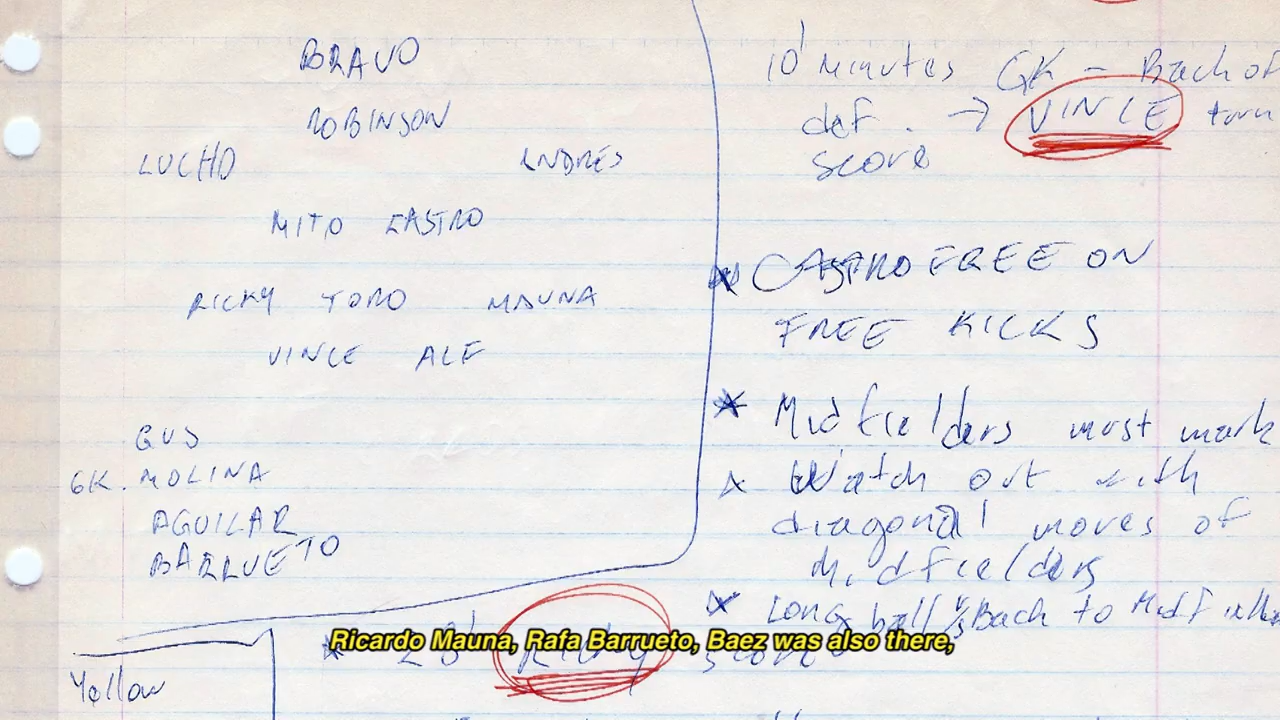 BRAVO
ROBINSON
LUCHO ANDRES
MITO CASTRO
RICKY TORO MAUNA
VINCE ALF
GUS
GK. MOLINA
AGUILAR
BARRUETO
Yellow
10' Minutes GK - Back of
def. → VINCE turn
score
* CASTRO FREE ON
FREE KICKS
* Midfielders must mark
* Watch out with
diagonal moves of
Midfielders
* Long ball Back to
* Ricky score
Ricardo Mauna, Rafa Barrueto, Baez was also there,